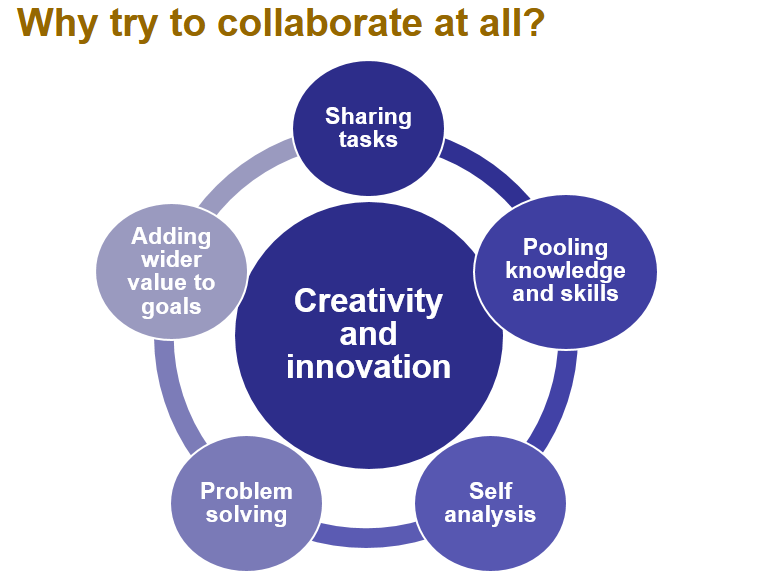 Why try to collaborate at all?
Sharing
tasks
Pooling
knowledge
and skills
Self
analysis
Problem
solving
Adding
wider
value to
goals
Creativity
and
innovation